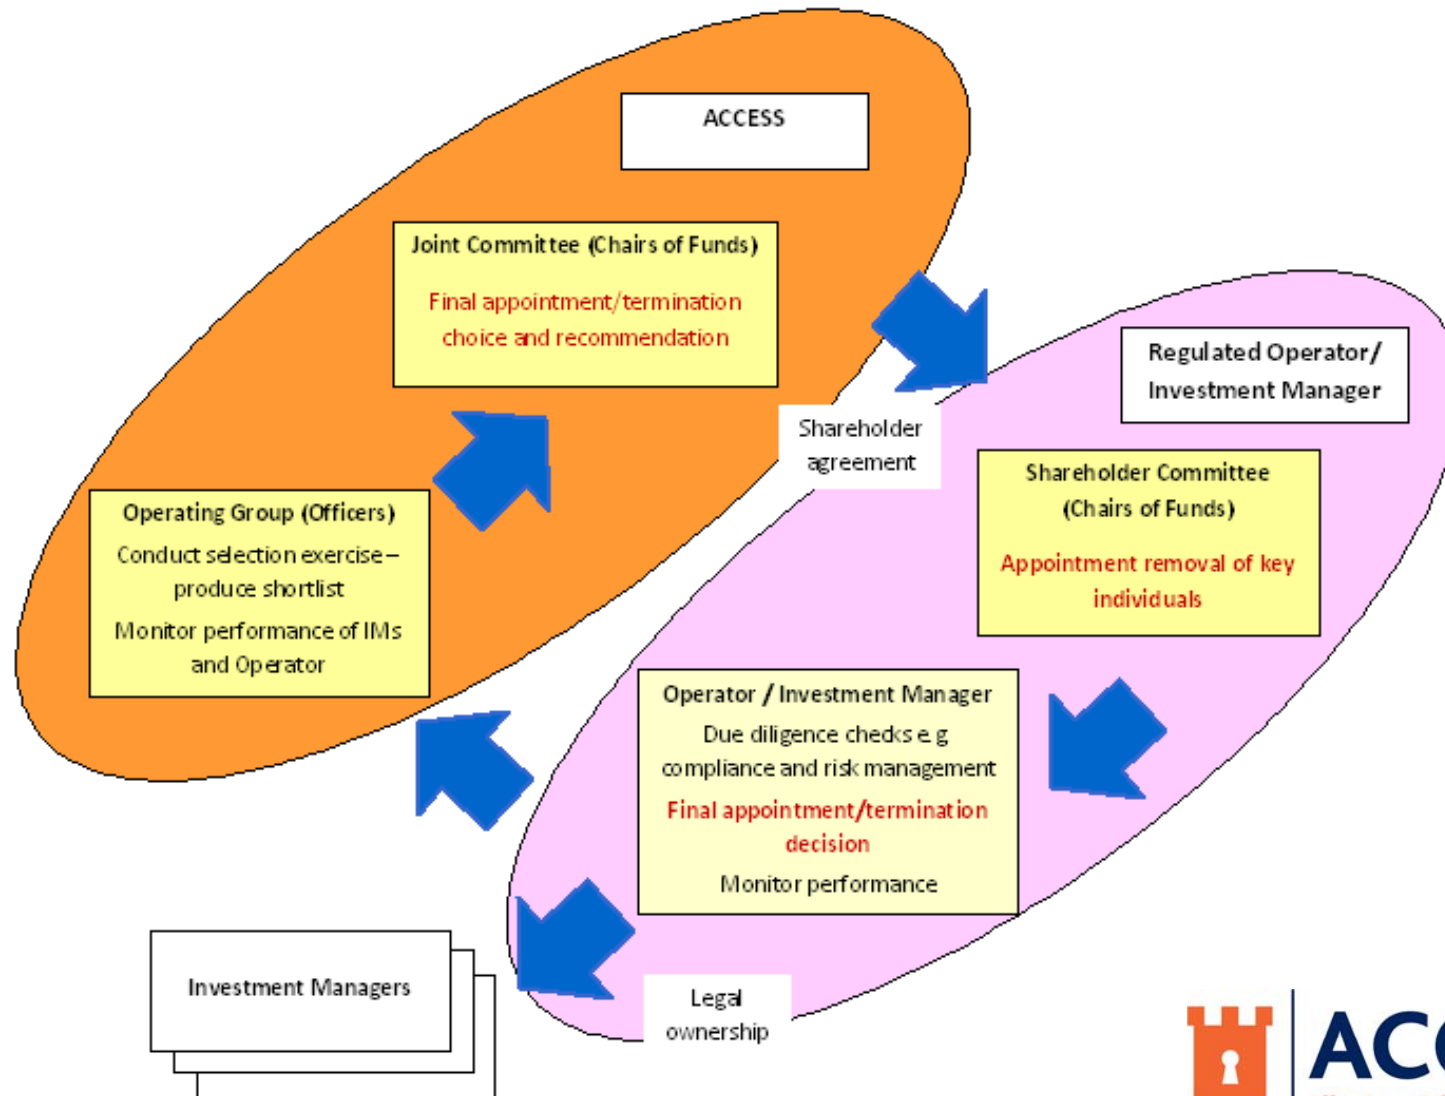 ACCESS
Joint Committee (Chairs of Funds)
Final appointment/termination
choice and recommendation
Regulated Operator/
Investment Manager
Shareholder
agreement
Shareholder Committee
(Chairs of Funds)
Appointment removal of key
individuals
Operating Group (Officers)
Conduct selection exercise –
produce shortlist
Monitor performance of IMs
and Operator
Operator / Investment Manager
Due diligence checks e.g
compliance and risk management
Final appointment/termination
decision
Monitor performance
Investment Managers
Legal
ownership